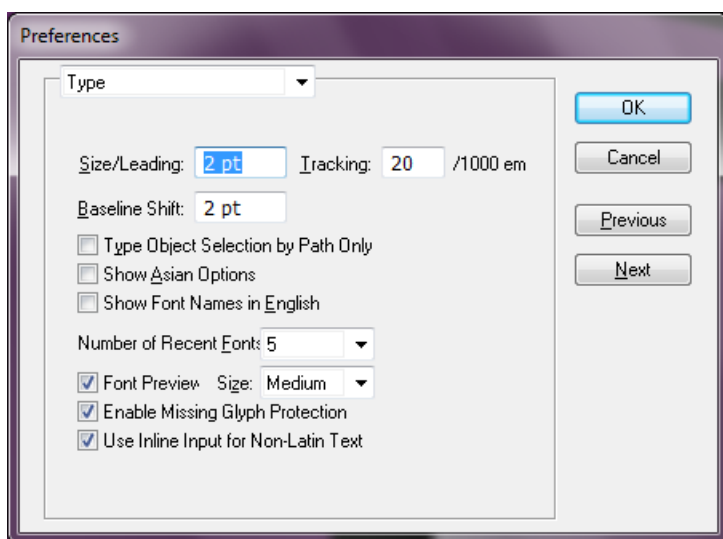 Preferences
Type
OK
Size/Leading: 2 pt Tracking: 20 /1000 em
Cancel
Baseline Shift: 2 pt
Previous
Type Object Selection by Path Only
Show Asian Options
Next
Show Font Names in English
Number of Recent Fonts 5
Font Preview Size: Medium
Enable Missing Glyph Protection
Use Inline Input for Non-Latin Text